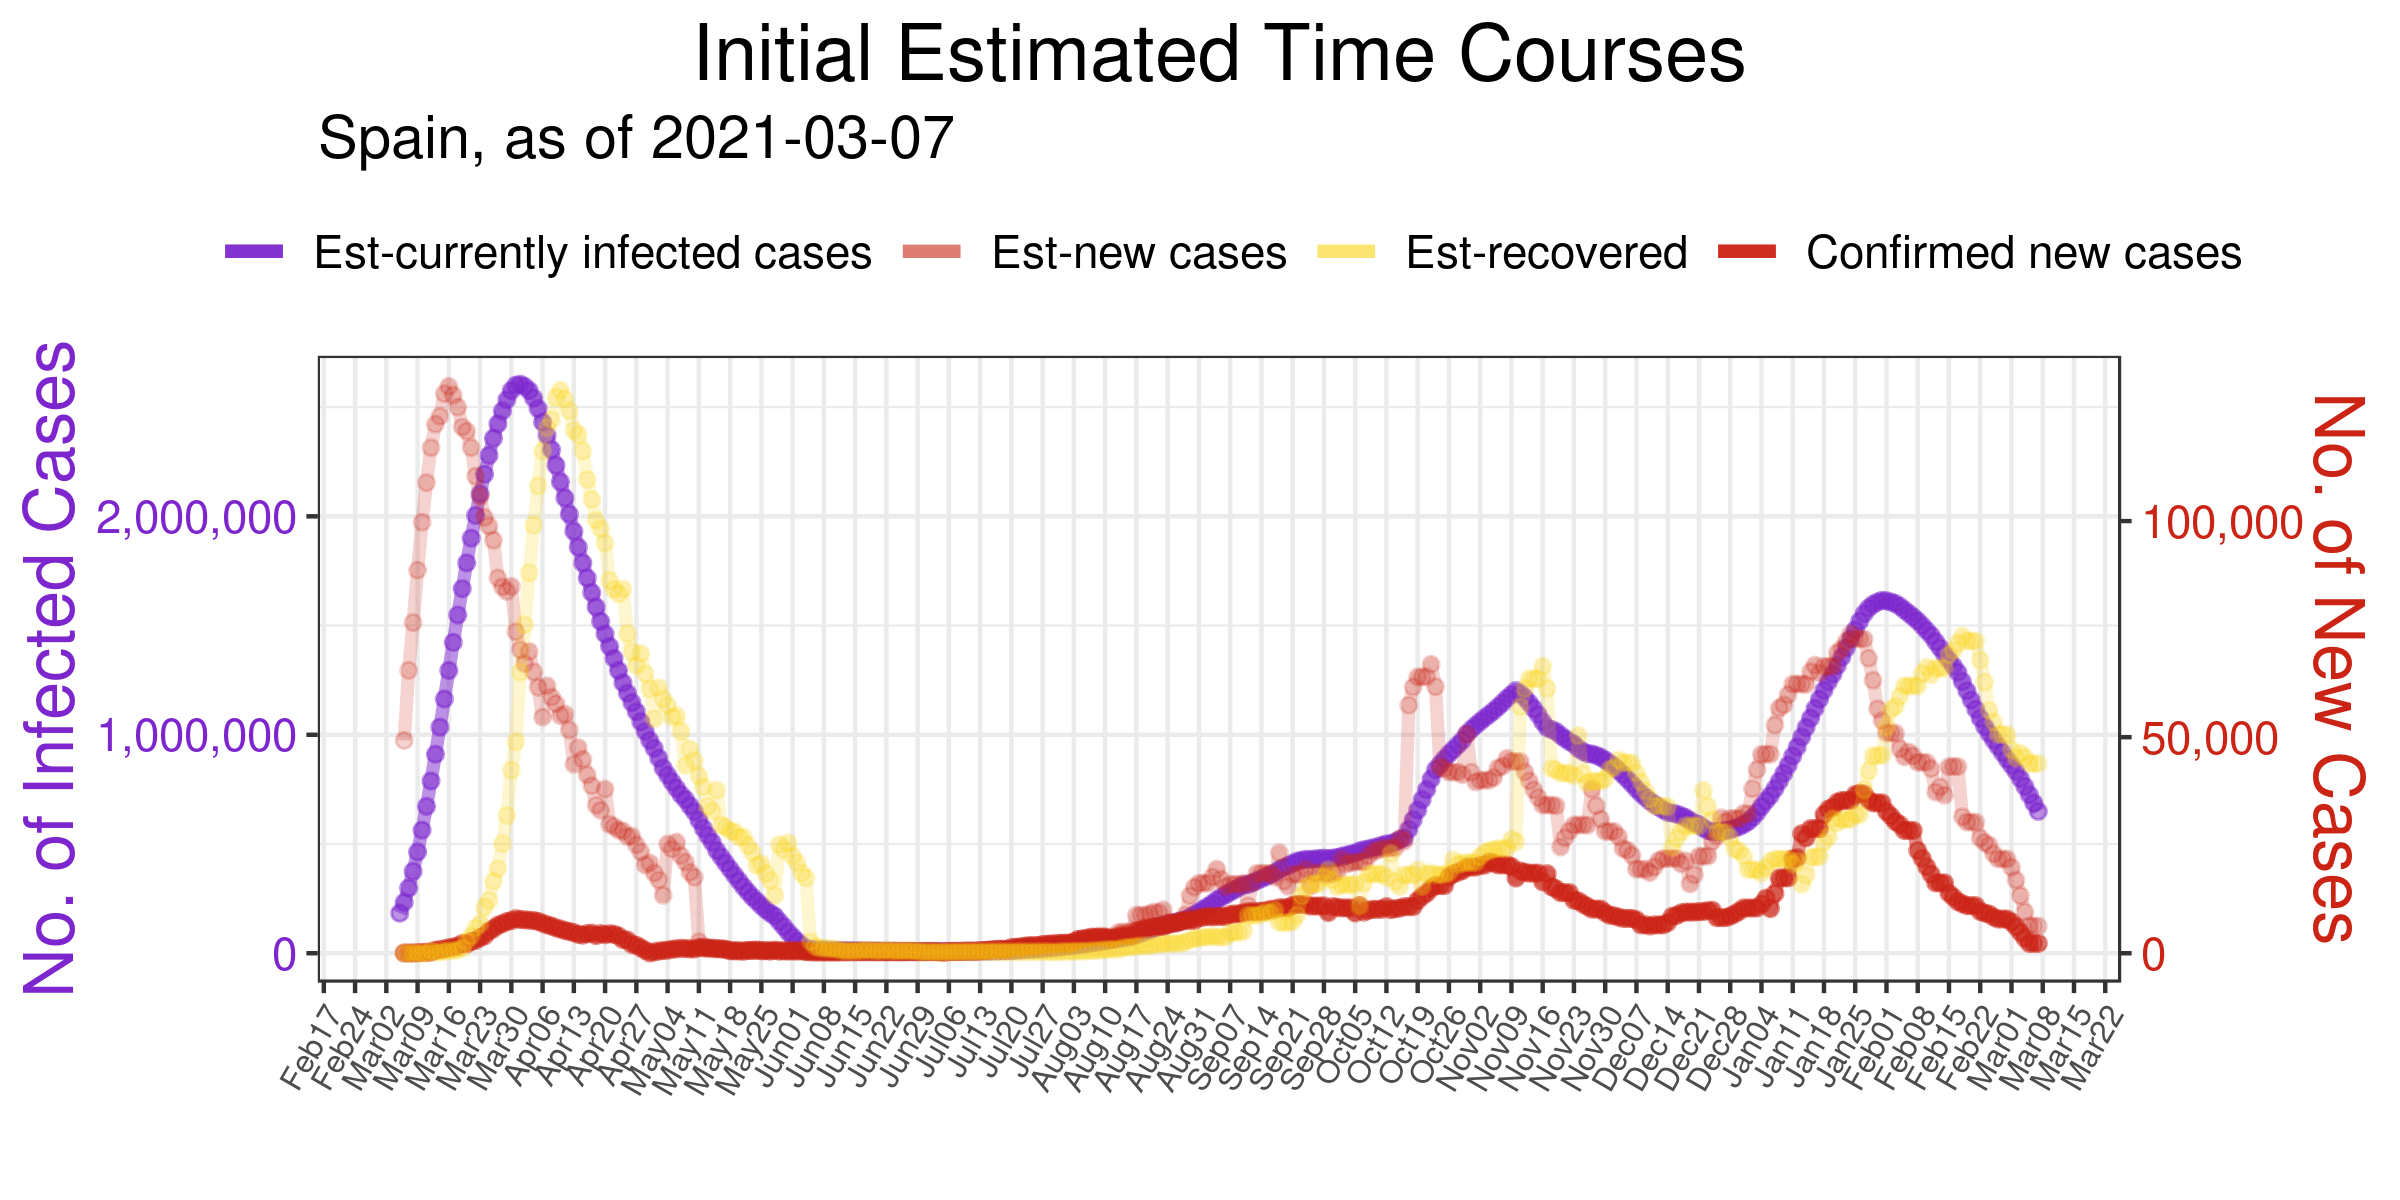 Initial Estimated Time Courses
Spain, as of 2021-03-07
Est-currently infected cases Est-new cases Est-recovered Confirmed new cases
No. of Infected Cases
2,000,000
1,000,000
0
100,000
50,000
0
No. of New Cases
Feb17 Feb24 Mar02 Mar09 Mar16 Mar23 Mar30 Apr06 Apr13 Apr20 Apr27 May04 May11 May18 May25 Jun01 Jun08 Jun15 Jun22 Jun29 Jul06 Jul13 Jul20 Jul27 Aug03 Aug10 Aug17 Aug24 Aug31 Sep07 Sep14 Sep21 Sep28 Oct05 Oct12 Oct19 Oct26 Nov02 Nov09 Nov16 Nov23 Nov30 Dec07 Dec14 Dec21 Dec28 Jan04 Jan11 Jan18 Jan25 Feb01 Feb08 Feb15 Feb22 Mar01 Mar08 Mar15 Mar22